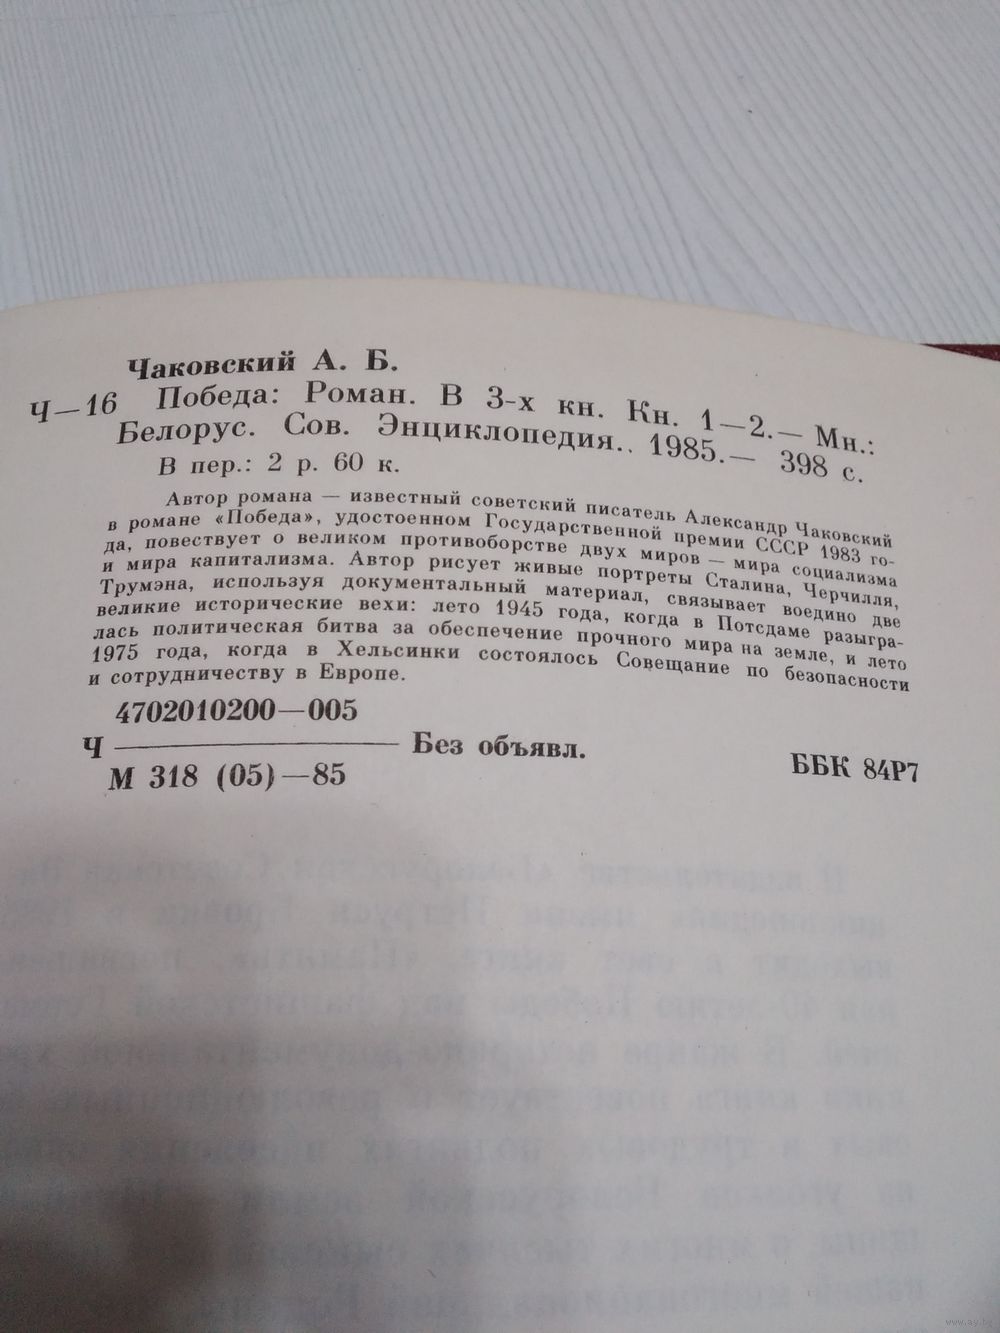 Чаковский А. Б.
Ч—16 Победа: Роман. В 3-х кн. Кн. 1—2.— Мн.:
Белорус. Сов. Энциклопедия., 1985.— 398 с.
В пер.: 2 р. 60 к.
Автор романа — известный советский писатель Александр Чаковский
в романе «Победа», удостоенном Государственной премии СССР 1983 го-
да, повествует о великом противоборстве двух миров — мира социализма
и мира капитализма. Автор рисует живые портреты Сталина, Черчилля,
Трумэна, используя документальный материал, связывает воедино две
великие исторические вехи: лето 1945 года, когда в Потсдаме разыгра-
лась политическая битва за обеспечение прочного мира на земле, и лето
1975 года, когда в Хельсинки состоялось Совещание по безопасности
и сотрудничеству в Европе.
4702010200—005
Ч ———— Без объявл.
М 318 (05)—85
ББК 84Р7
www.ay.by